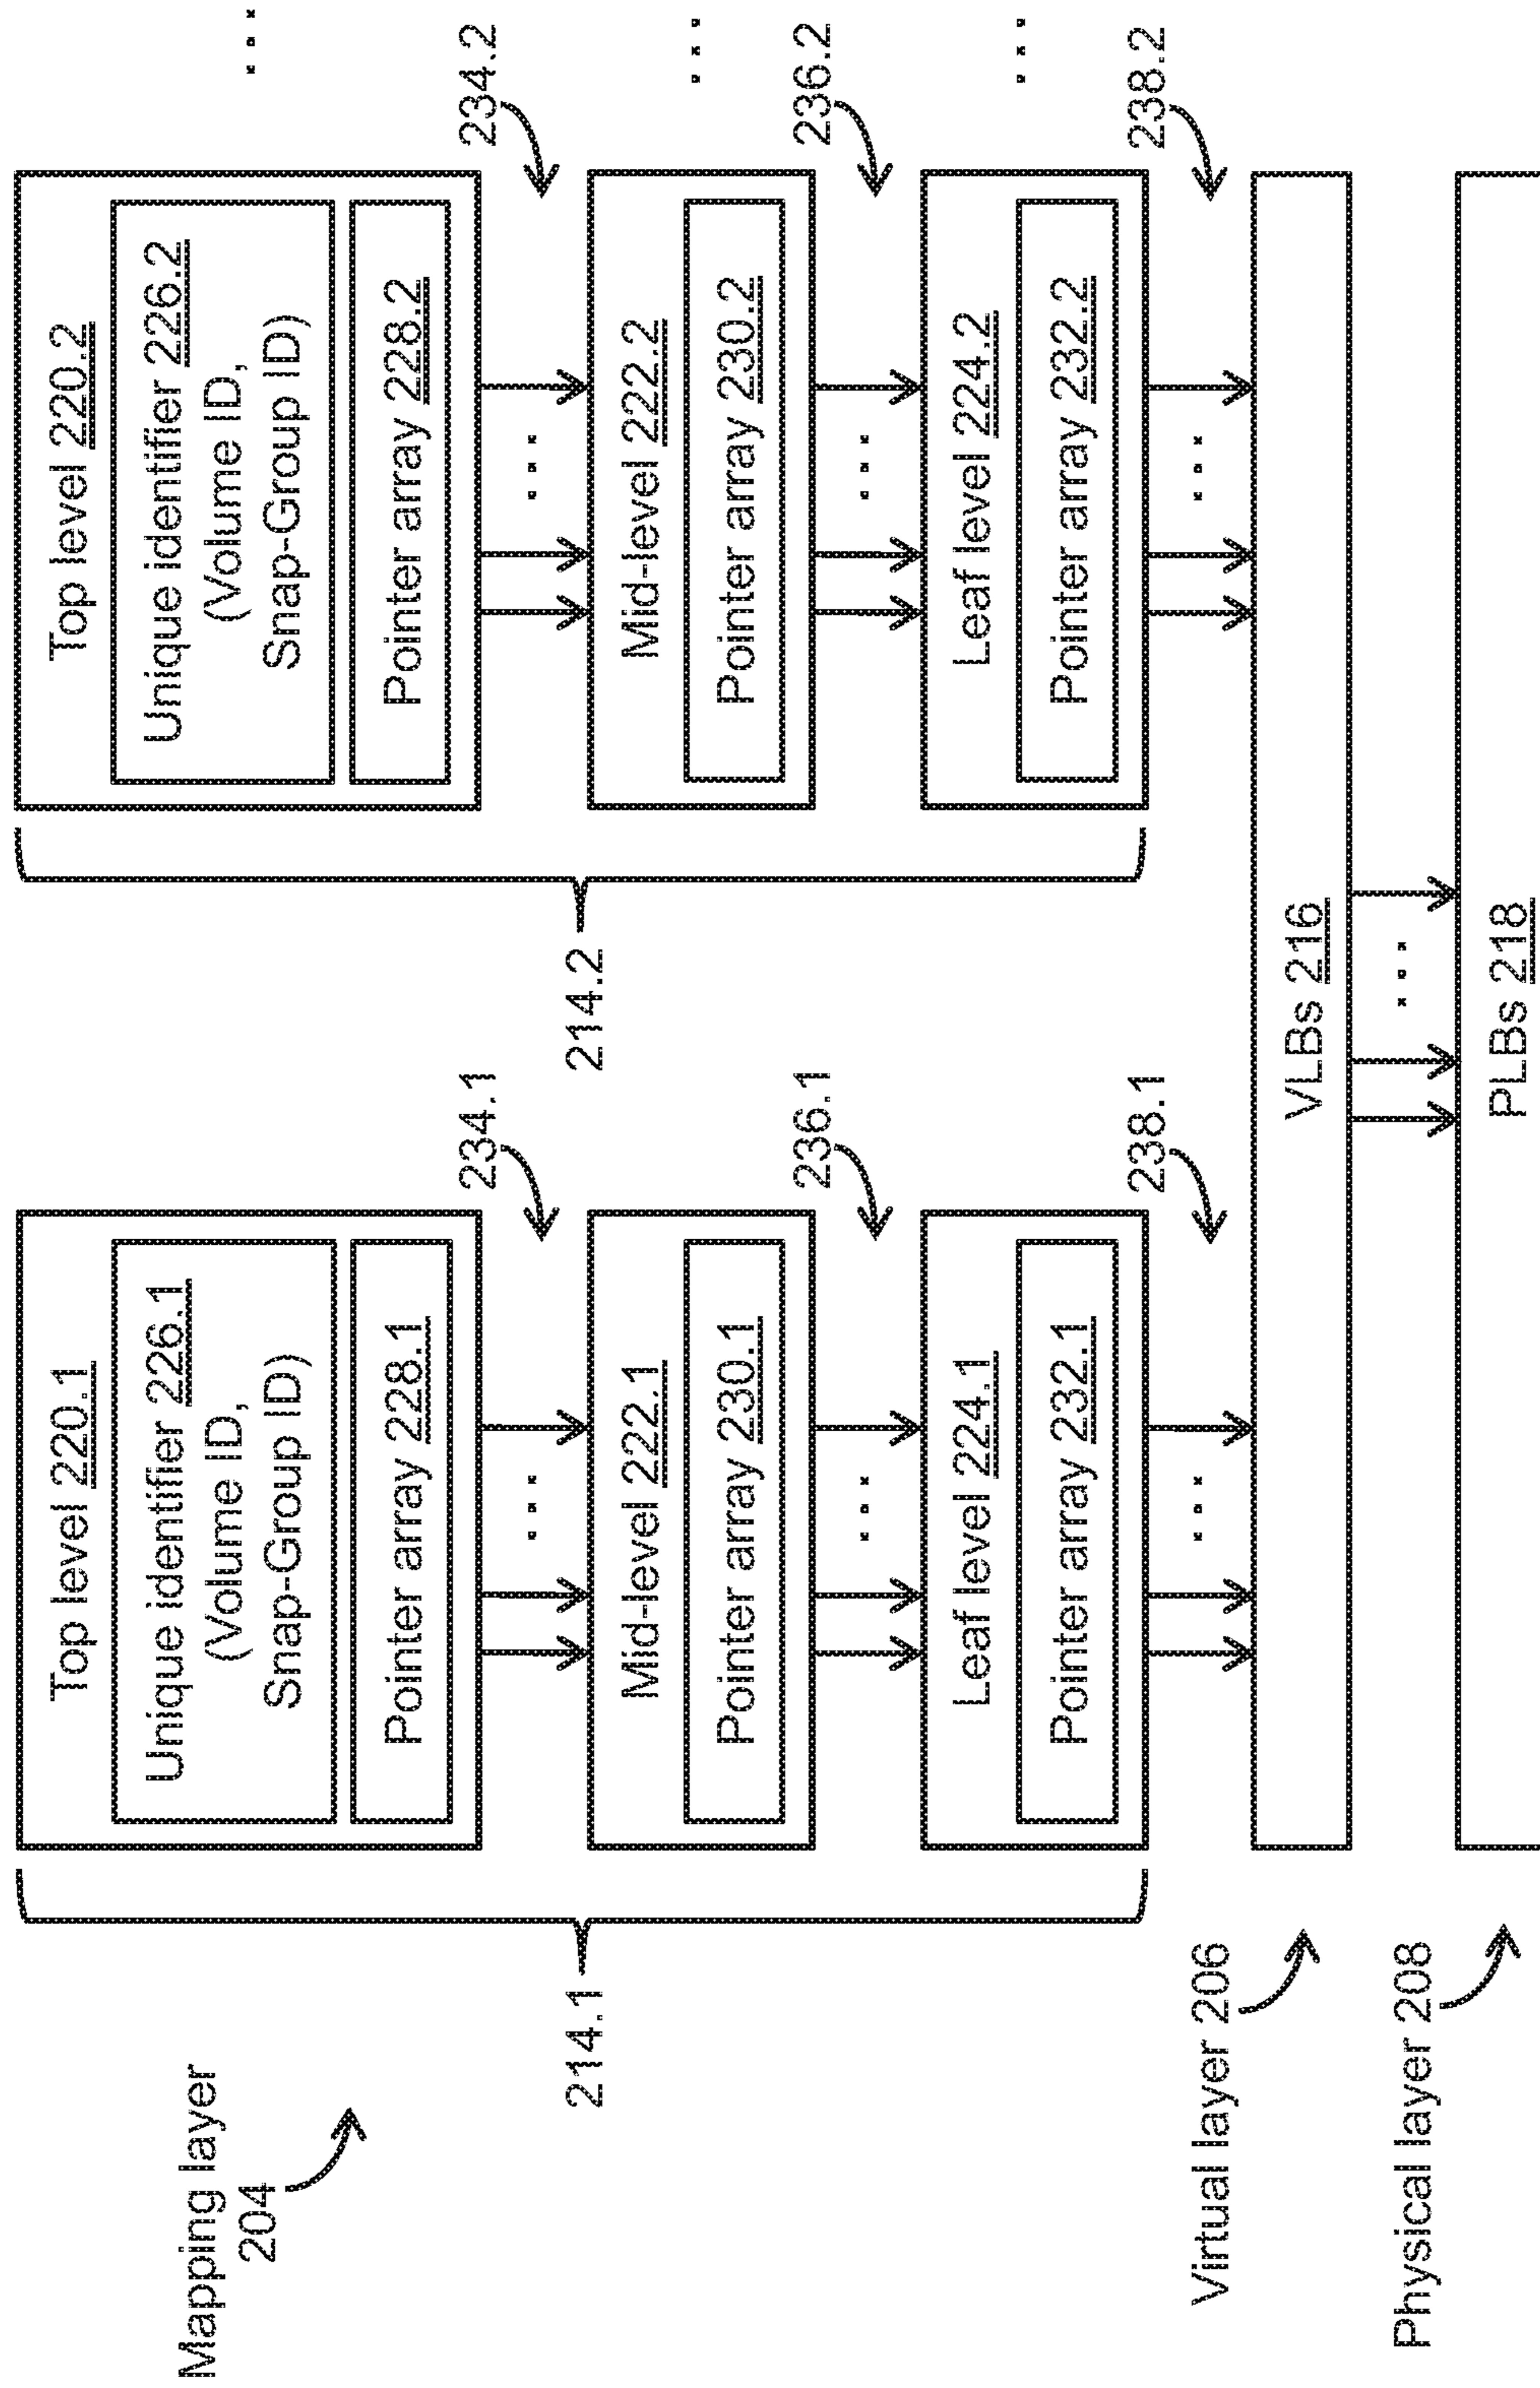 Mapping layer
204
214.1
Top level 220.1
Unique identifier 226.1
(Volume ID,
Snap-Group ID)
Pointer array 228.1
234.1
Mid-level 222.1
Pointer array 230.1
236.1
Leaf level 224.1
Pointer array 232.1
238.1
214.2
Top level 220.2
Unique identifier 226.2
(Volume ID,
Snap-Group ID)
Pointer array 228.2
234.2
Mid-level 222.2
Pointer array 230.2
236.2
Leaf level 224.2
Pointer array 232.2
238.2
Virtual layer 206
VLBs 216
Physical layer 208
PLBs 218